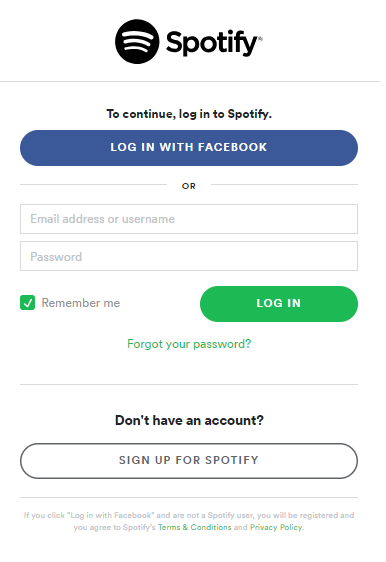 Spotify®
To continue, log in to Spotify.
LOG IN WITH FACEBOOK
OR
Email address or username
Password
Remember me
LOG IN
Forgot your password?
Don't have an account?
SIGN UP FOR SPOTIFY
If you click "Log in with Facebook" and are not a Spotify user, you will be registered and
you agree to Spotify's Terms & Conditions and Privacy Policy.